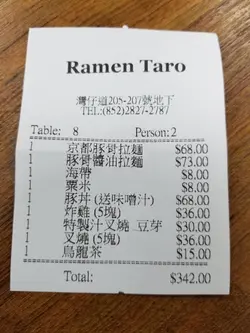 Ramen Taro
灣仔道205-207號地下
TEL:(852)2827-2787
Table: 8 Person: 2
1 京都豚骨拉麵 $68.00
1 豚骨醬油拉麵 $73.00
1 海帶 $8.00
1 粟米 $8.00
1 豚丼 (送味噌汁) $68.00
1 炸雞 (5塊) $36.00
1 特製汁叉燒 豆芽 $30.00
1 叉燒 (5塊) $36.00
1 烏龍茶 $15.00
Total: $342.00